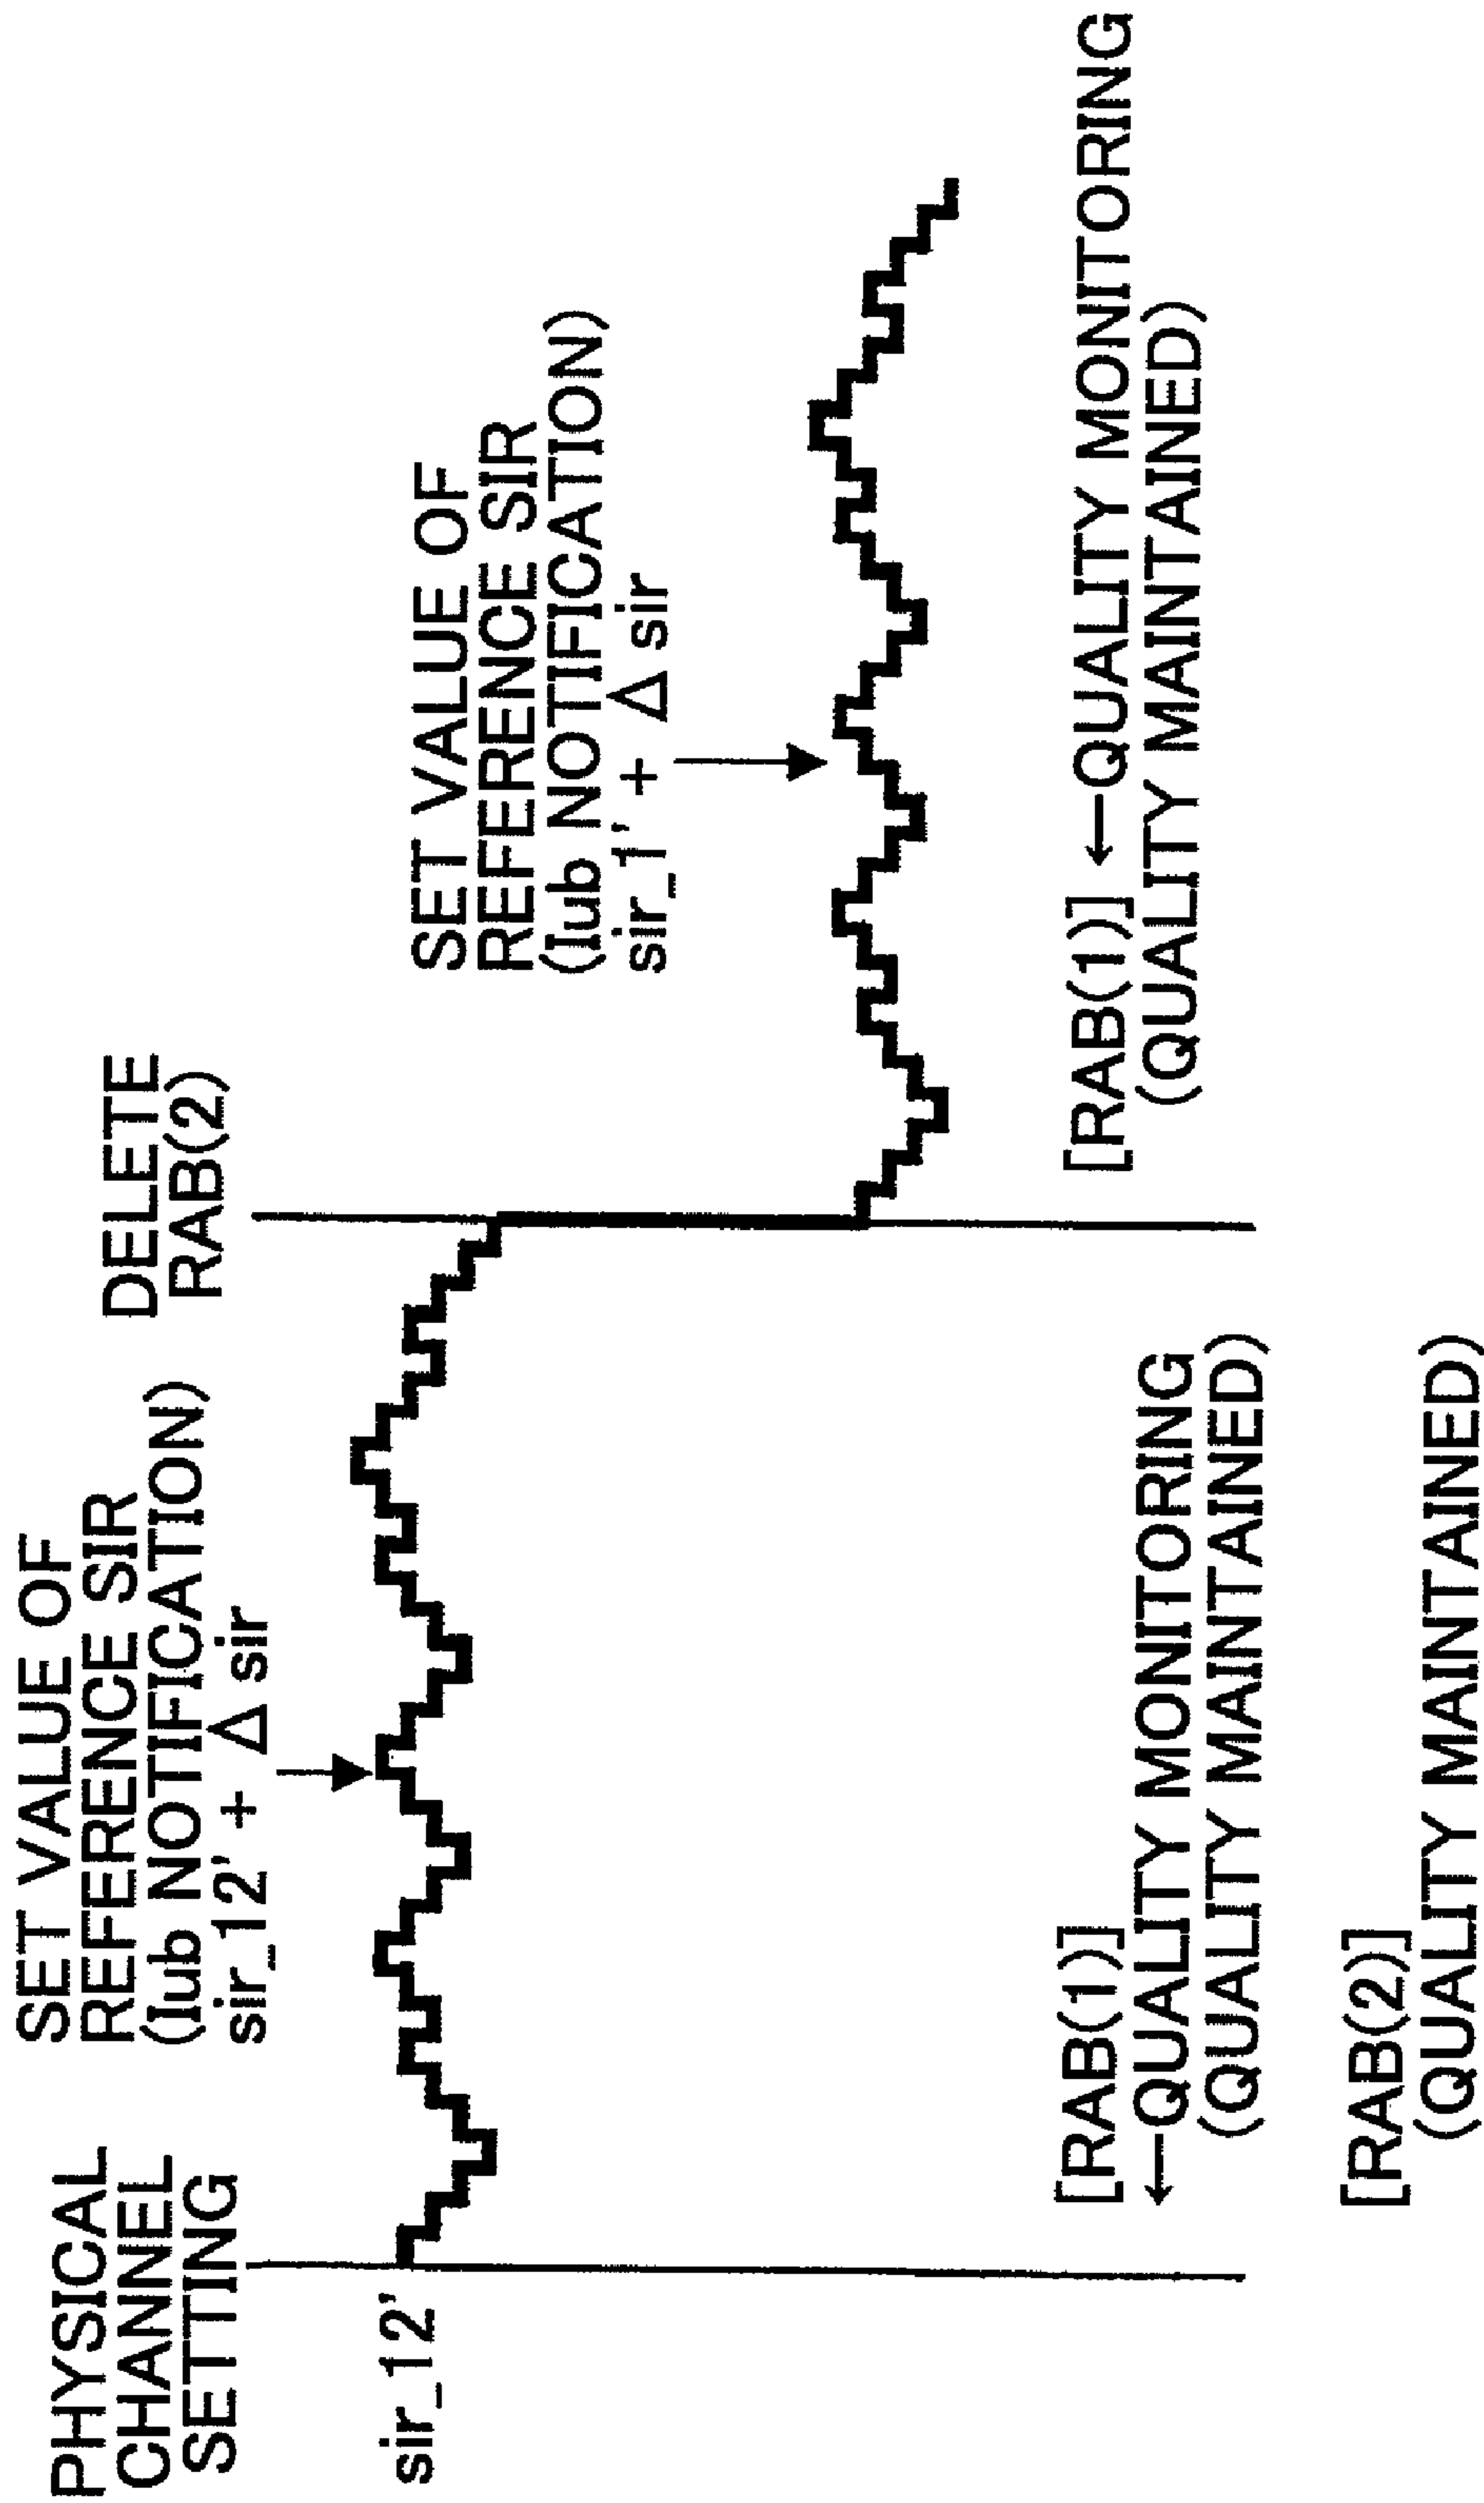 PHYSICAL
CHANNEL
SETTING
SET VALUE OF
REFERENCE SIR
(Iub NOTIFICATION)
sir_12' + Δsir
DELETE
RAB(2)
SET VALUE OF
REFERENCE SIR
(Iub NOTIFICATION)
sir_1' + Δsir
sir_12'
[RAB(1)]
←QUALITY MONITORING
(QUALITY MAINTAINED)
[RAB(2)]
(QUALITY MAINTAINED)
[RAB(1)] ←QUALITY MONITORING
(QUALITY MAINTAINED)